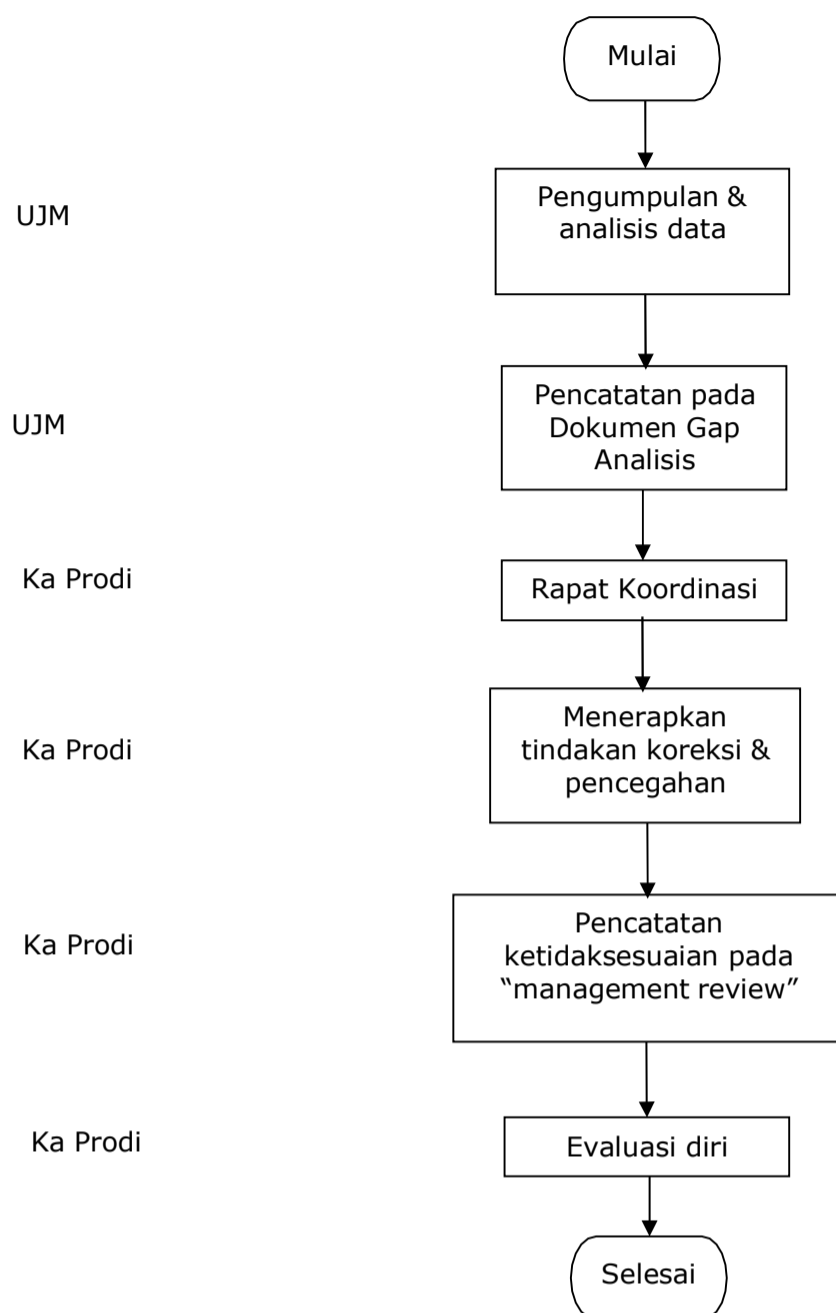 Mulai
UJM
Pengumpulan &
analisis data
UJM
Pencatatan pada
Dokumen Gap
Analisis
Ka Prodi
Rapat Koordinasi
Ka Prodi
Menerapkan
tindakan koreksi &
pencegahan
Ka Prodi
Pencatatan
ketidaksesuaian pada
“management review”
Ka Prodi
Evaluasi diri
Selesai